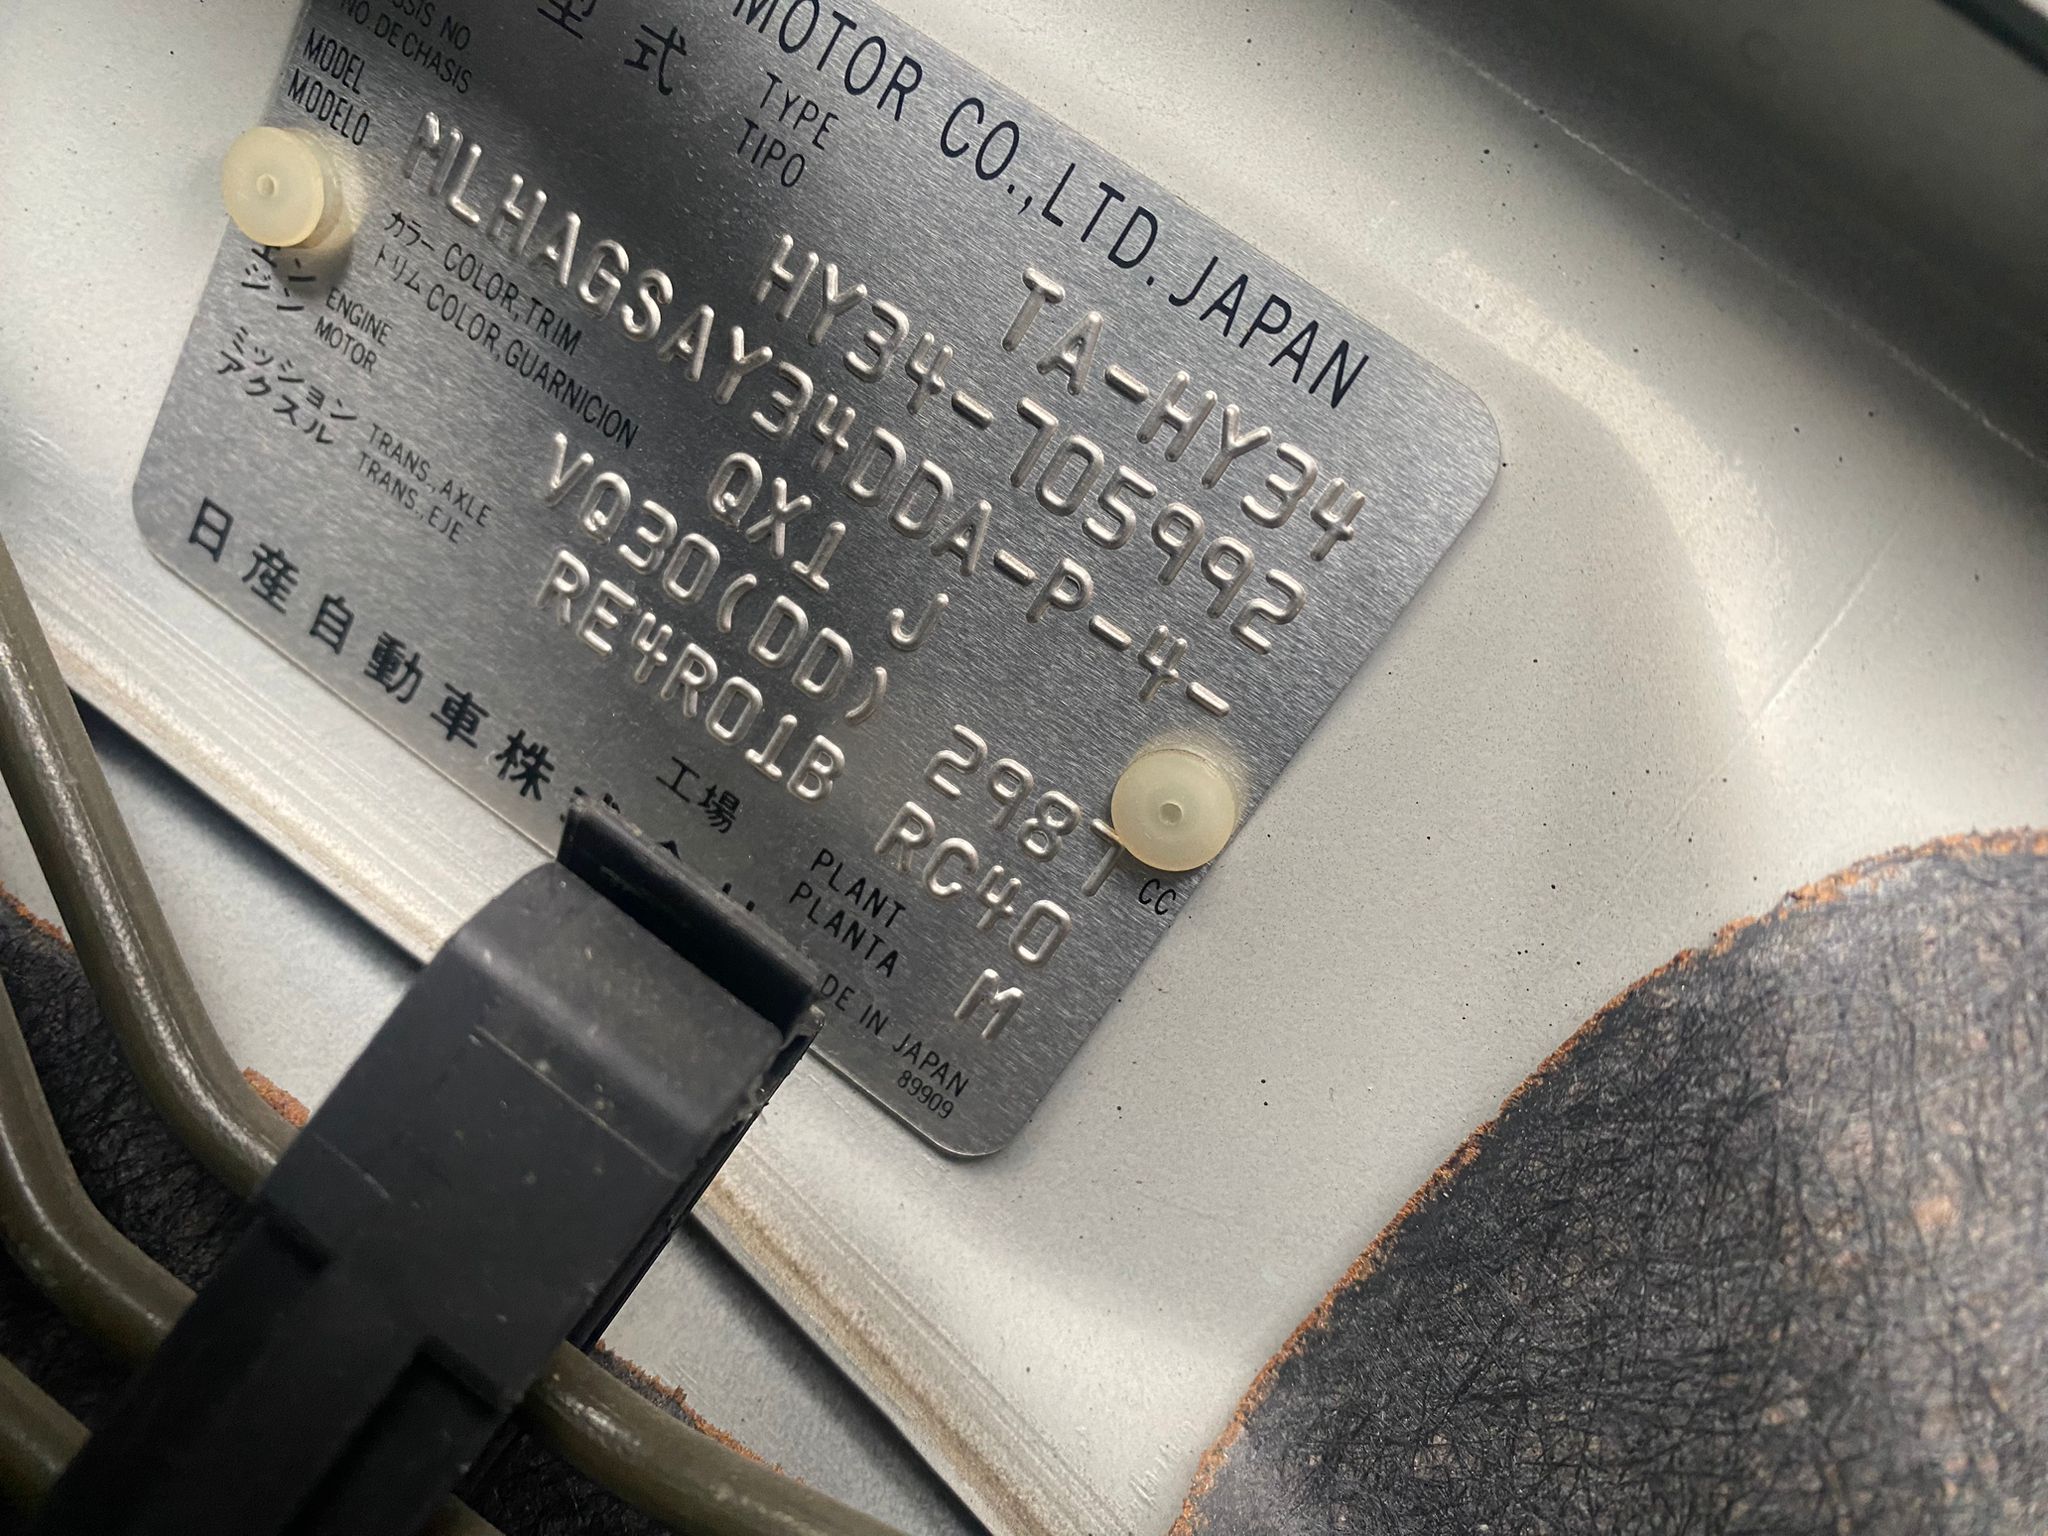 MOTOR CO.,LTD. JAPAN
型式 TYPE TIPO TA-HY34
NO. DE CHASIS HY34-705992
MODEL
MODELO MLHAGSAY34DDA-P-4-
カラー COLOR,TRIM
トリム COLOR,GUARNICION QX1 J
エンジン ENGINE
MOTOR VQ30(DD) 298 CC
ミッション TRANS.,AXLE
アクスル TRANS.,EJE RE4R01B RC40
工場 PLANT
PLANTA M
日産自動車株
IN JAPAN
89909